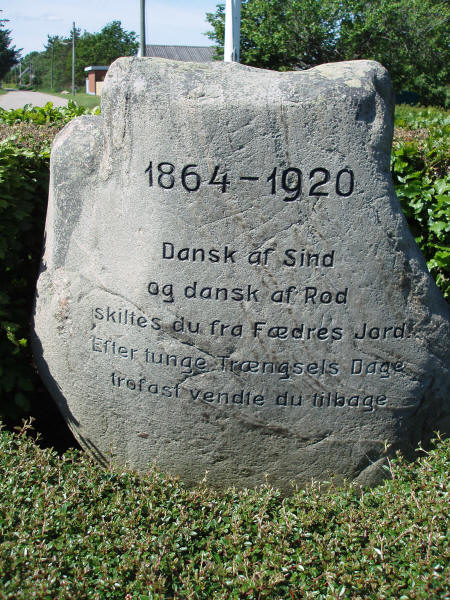 1864-1920
Dansk af Sind
og dansk af Rod
skiltes du fra Fædres Jord.
Efter tunge Trængsels Dage
trofast vendte du tilbage